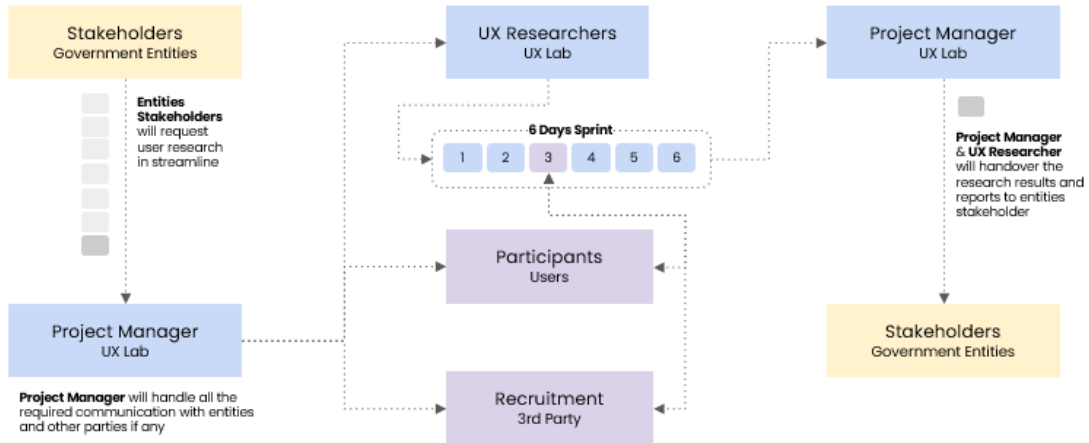 Stakeholders
Government Entities
Entities
Stakeholders
will request
user research
in streamline
Project Manager
UX Lab
Project Manager will handle all the
required communication with entities
and other parties if any
UX Researchers
UX Lab
6 Days Sprint
1 2 3 4 5 6
Participants
Users
Recruitment
3rd Party
Project Manager
UX Lab
Project Manager
& UX Researcher
will handover the
research results and
reports to entities
stakeholder
Stakeholders
Government Entities